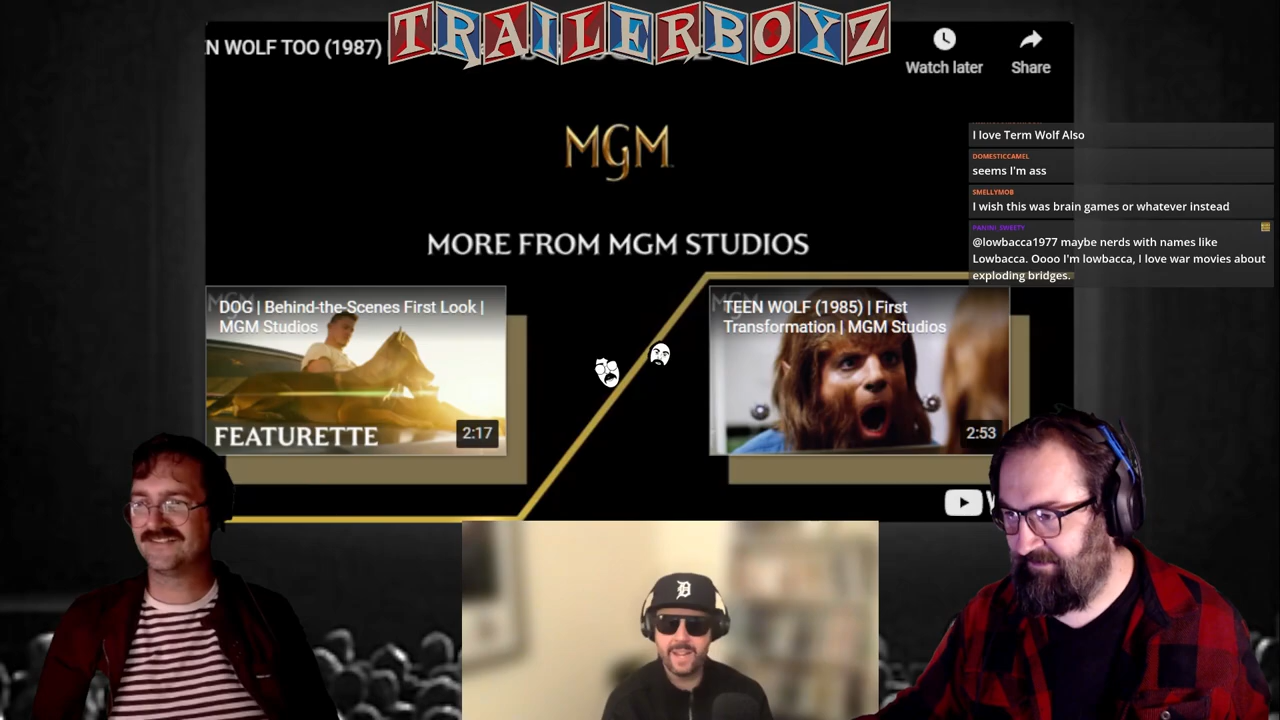 TRAILERBOYZ
N WOLF TOO (1987) |
Watch later
Share
MGM
I love Term Wolf Also
DOMESTICCAMEL
seems I'm ass
SMELLYMOB
I wish this was brain games or whatever instead
PANINI_SWEETY
@lowbacca1977 maybe nerds with names like
Lowbacca. Oooo I'm lowbacca, I love war movies about
exploding bridges.
MORE FROM MGM STUDIOS
DOG | Behind-the-Scenes First Look |
MGM Studios
FEATURETTE
2:17
TEEN WOLF (1985) | First
Transformation | MGM Studios
2:53